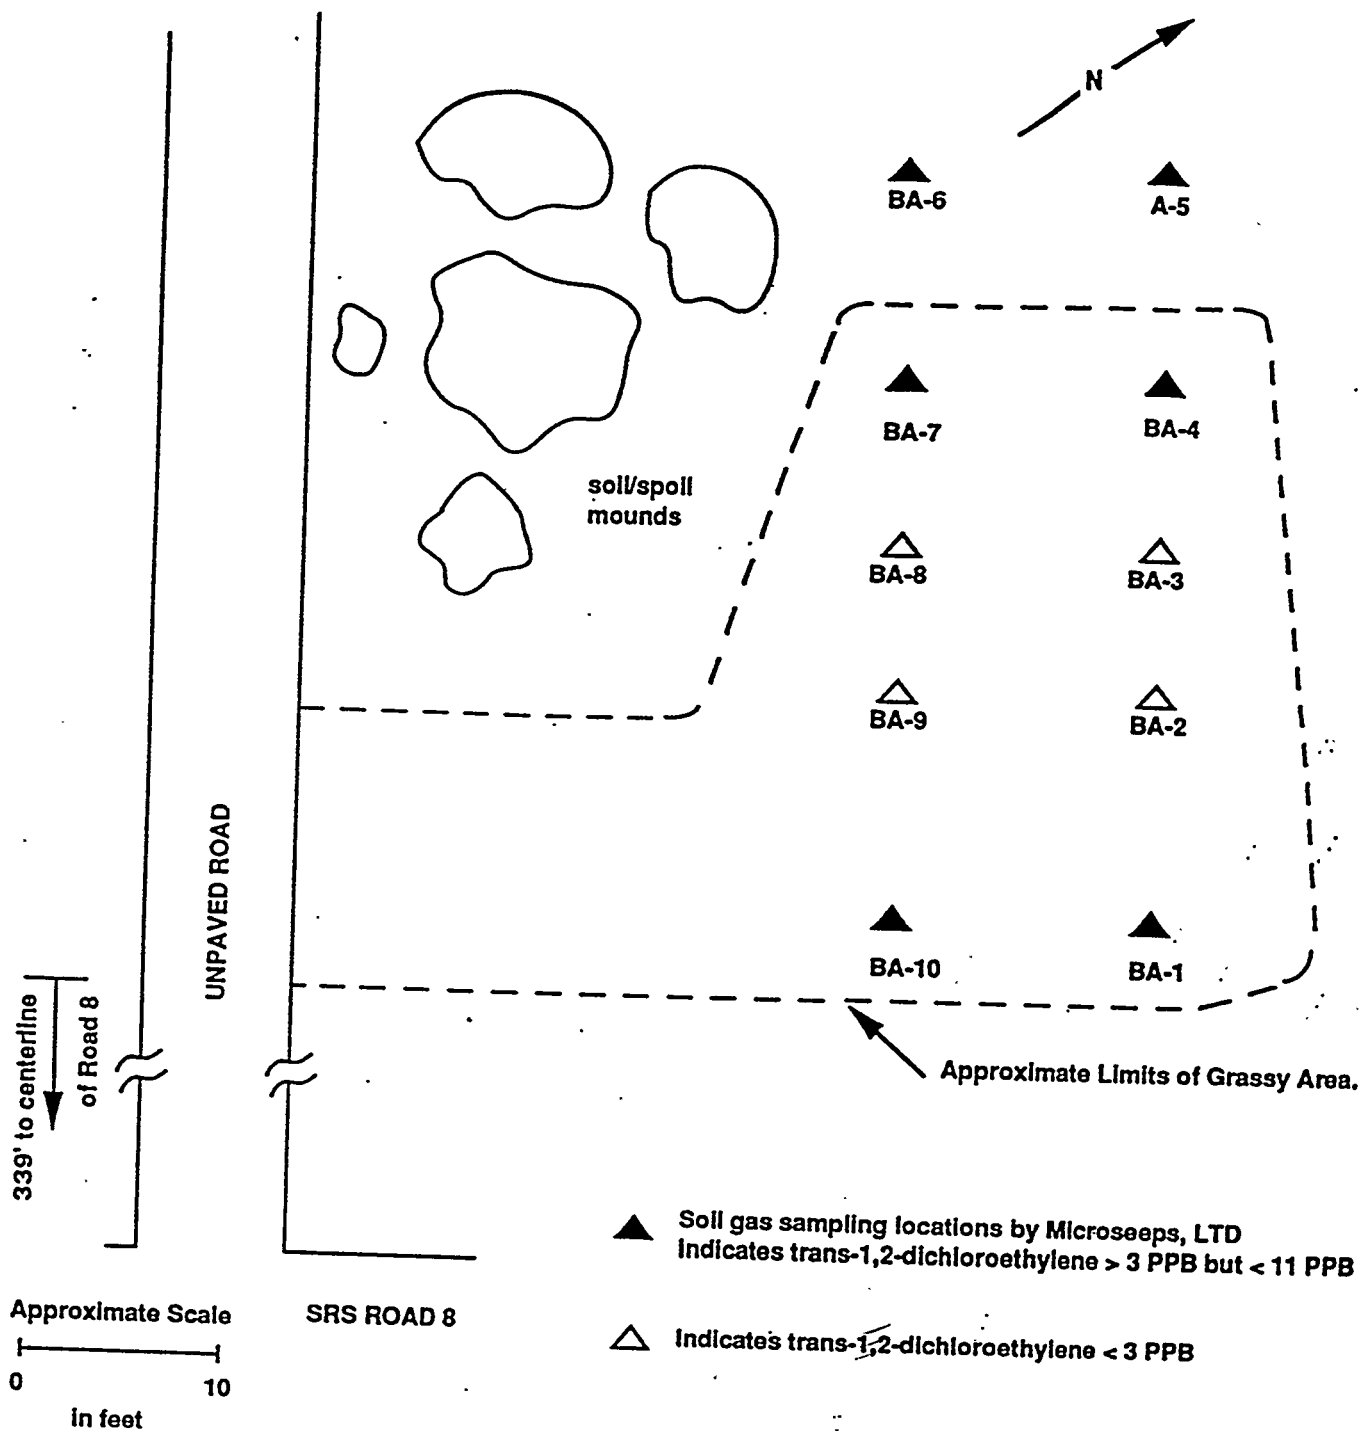 N
BA-6
A-5
BA-7
BA-4
soil/spoil
mounds
BA-8
BA-3
BA-9
BA-2
UNPAVED ROAD
BA-10
BA-1
339' to centerline
of Road 8
Approximate Limits of Grassy Area.
Soil gas sampling locations by Microseeps, LTD
Indicates trans-1,2-dichloroethylene > 3 PPB but < 11 PPB
Approximate Scale
SRS ROAD 8
Indicates trans-1,2-dichloroethylene < 3 PPB
0
10
in feet